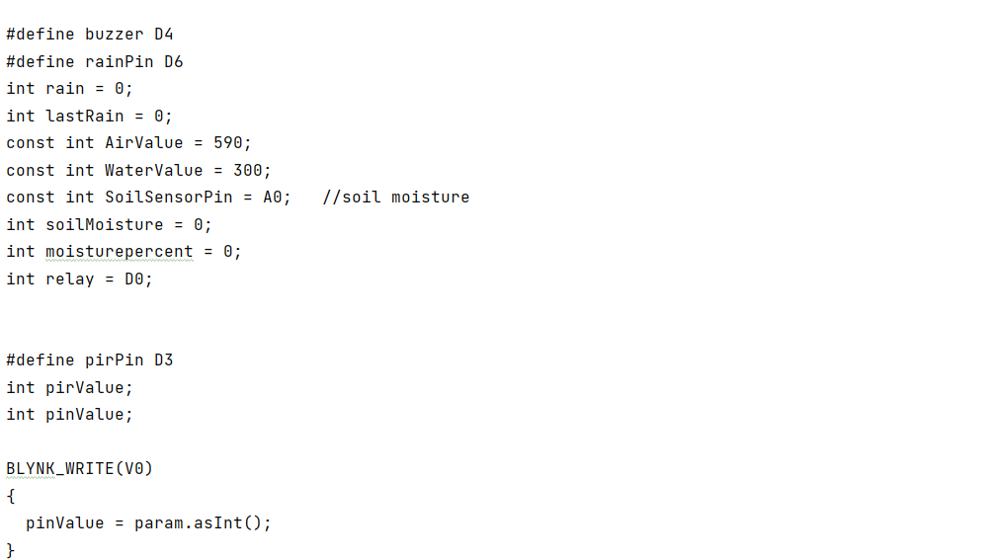 #define buzzer D4
#define rainPin D6
int rain = 0;
int lastRain = 0;
const int AirValue = 590;
const int WaterValue = 300;
const int SoilSensorPin = A0;   //soil moisture
int soilMoisture = 0;
int moisturepercent = 0;
int relay = D0;
#define pirPin D3
int pirValue;
int pinValue;
BLYNK_WRITE(V0)
{
  pinValue = param.asInt();
}